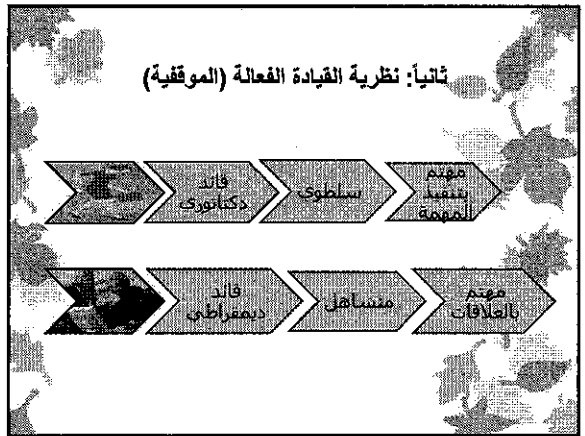 ثانياً: نظرية القيادة الفعالة (الموقفية)
قائد
دكتاتوري
سلطوي
مهتم
بتنفيذ
المهمة
قائد
ديمقراطي
متساهل
مهتم
بالعلاقات